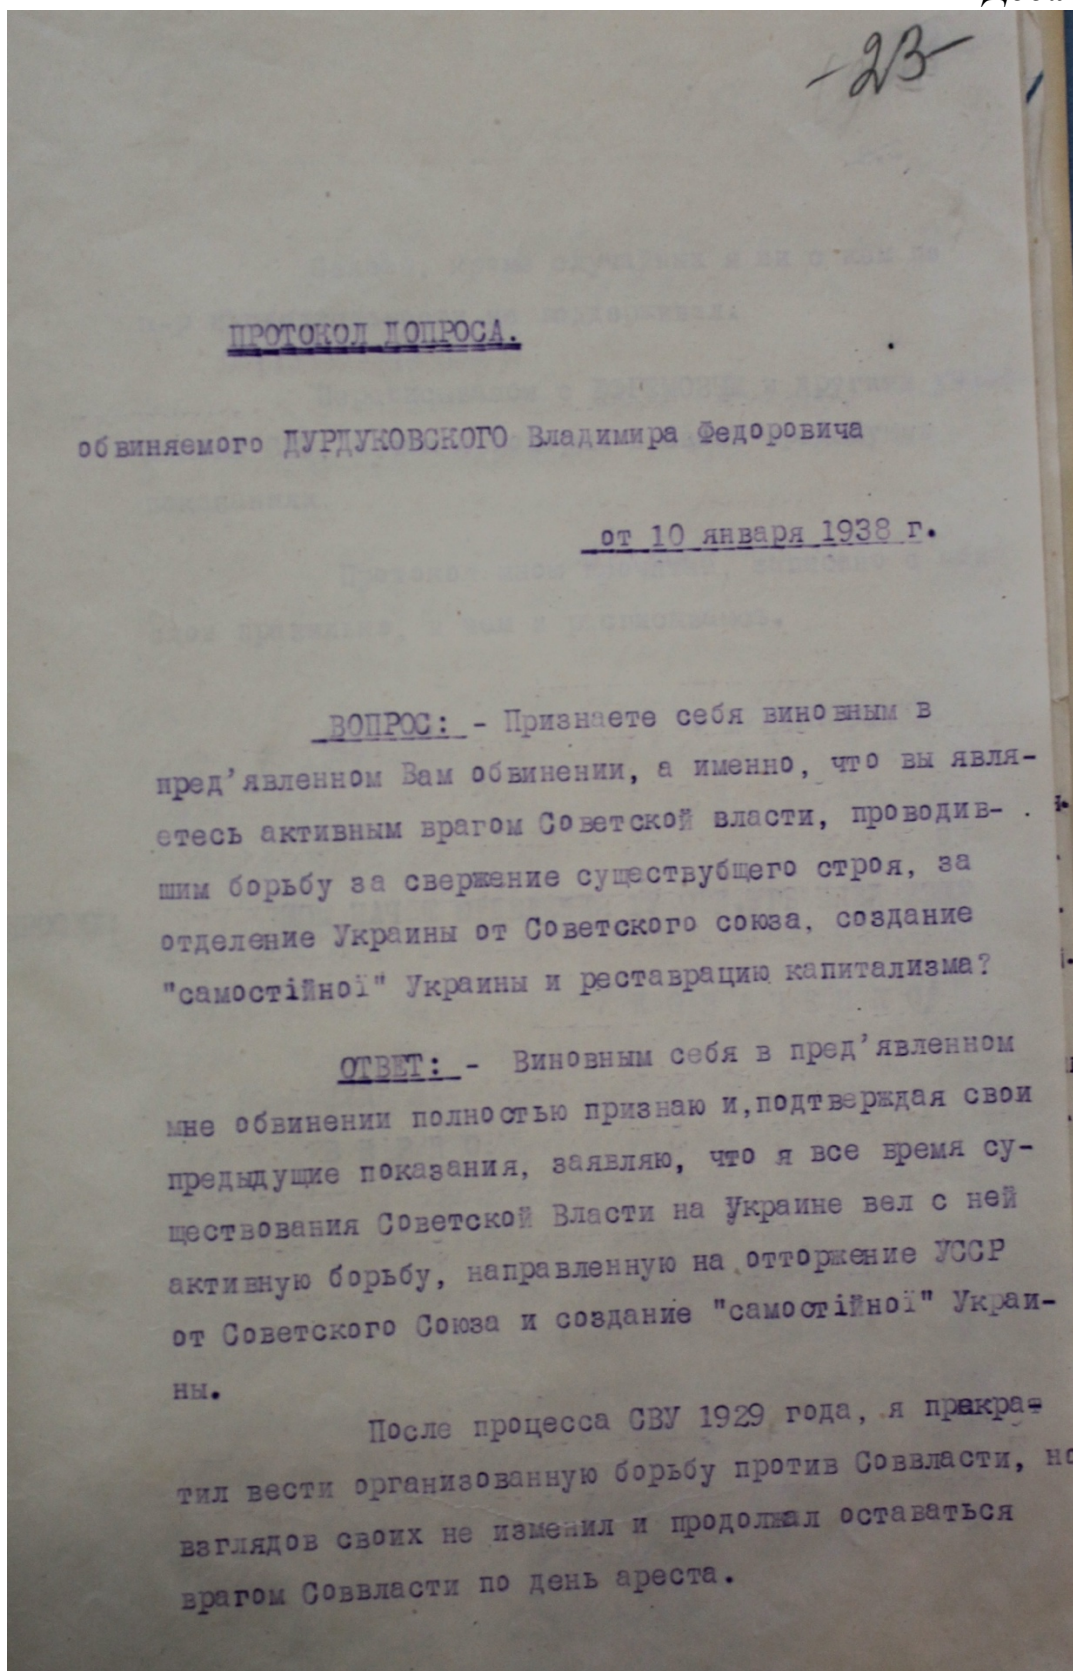 -23-
ПРОТОКОЛ ДОПРОСА.
обвиняемого ДУРДУКОВСКОГО Владимира Федоровича
от 10 января 1938 г.
ВОПРОС: - Признаете себя виновным в
пред’явленном Вам обвинении, а именно, что вы явля-
етесь активным врагом Советской власти, проводив-
шим борьбу за свержение существубщего строя, за
отделение Украины от Советского союза, создание
"самостійної" Украины и реставрацию капитализма?
ОТВЕТ: - Виновным себя в пред’явленном
мне обвинении полностью признаю и,подтверждая свои
предыдущие показания, заявляю, что я все время су-
ществования Советской Власти на Украине вел с ней
активную борьбу, направленную на отторжение УССР
от Советского Союза и создание "самостійної" Украи-
ны.
После процесса СВУ 1929 года, я прекра-
тил вести организованную борьбу против Соввласти, но
взглядов своих не изменил и продолжал оставаться
врагом Соввласти по день ареста.